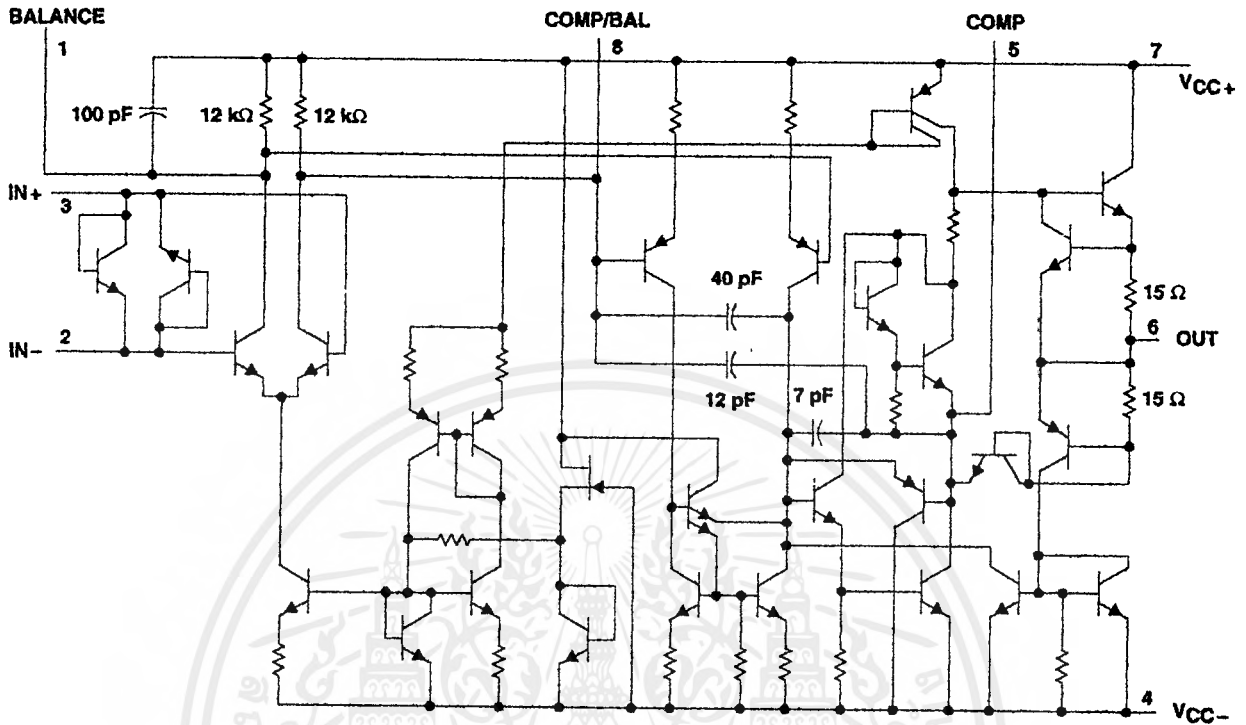 BALANCE
1
COMP/BAL
8
COMP
5
7
VCC+
100 pF
12 kΩ
12 kΩ
IN+
3
40 pF
15 Ω
6
OUT
2
IN−
12 pF
7 pF
15 Ω
4
VCC−